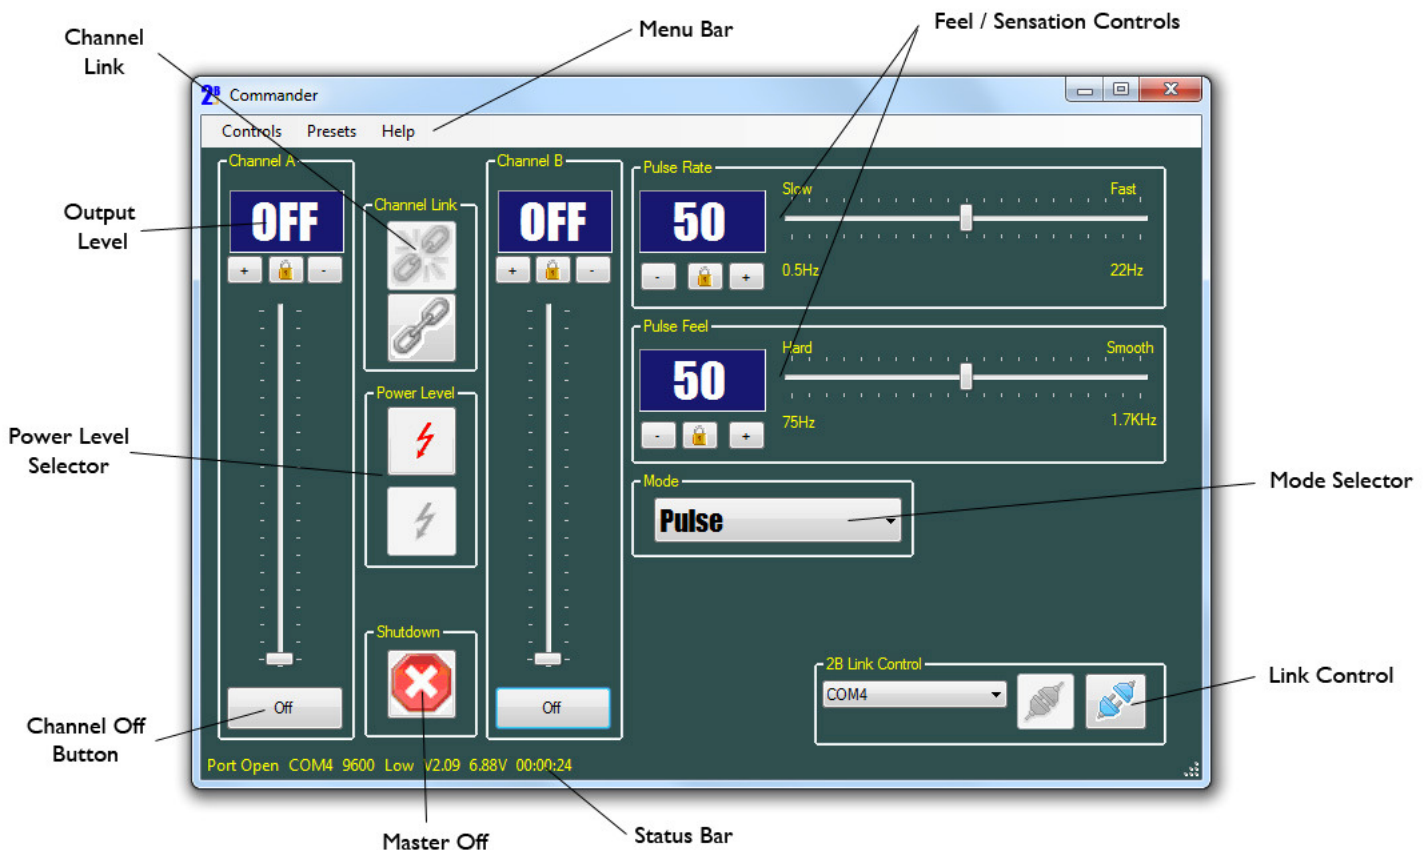 Channel
Link
Menu Bar
Feel / Sensation Controls
2B Commander
Controls Presets Help
Channel A
Channel B
Pulse Rate
Output
Level
OFF
Channel Link
OFF
50
Slow
Fast
+ -
+ -
- +
0.5Hz
22Hz
Pulse Feel
50
Hard
Smooth
- +
75Hz
1.7KHz
Power Level
Selector
Power Level
Mode
Pulse
Mode Selector
Shutdown
2B Link Control
COM4
Link Control
Channel Off
Button
Off
Off
Port Open COM4 9600 Low V2.09 6.88V 00:00:24
Master Off
Status Bar